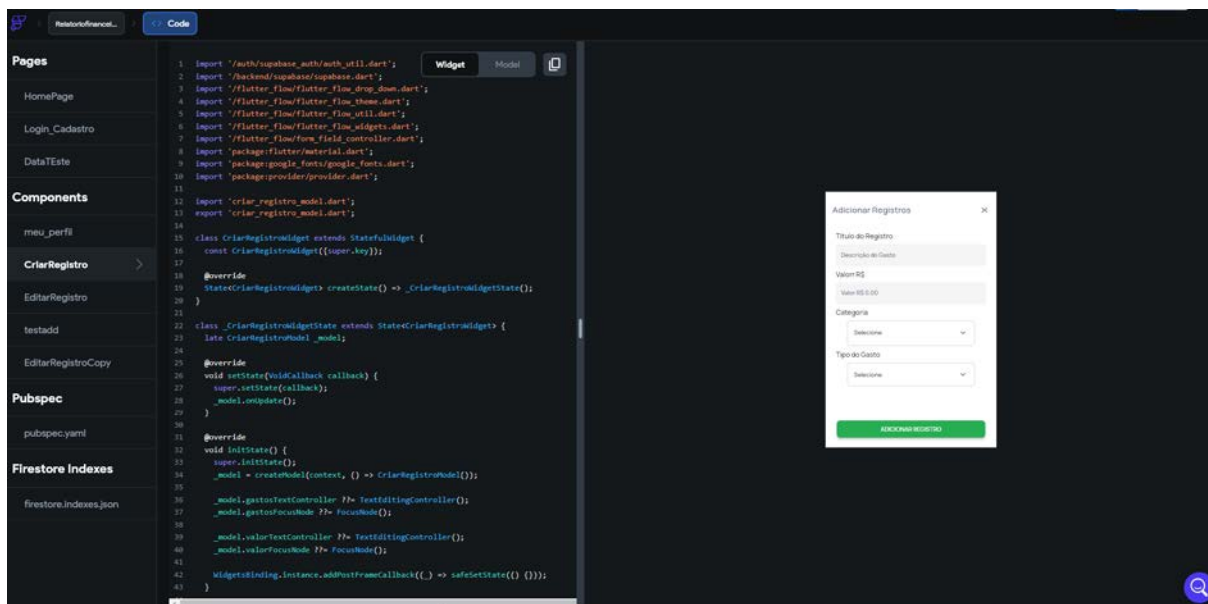 Relatoriofinancei...
<> Code
Pages
HomePage
Login_Cadastro
DataTEste
Components
meu_perfil
CriarRegistro
EditarRegistro
testadd
EditarRegistroCopy
Pubspec
pubspec.yaml
Firestore Indexes
firestore.indexes.json
Widget Model
1 import '/auth/supabase_auth/auth_util.dart';
2 import '/backend/supabase/supabase.dart';
3 import '/flutter_flow/flutter_flow_drop_down.dart';
4 import '/flutter_flow/flutter_flow_theme.dart';
5 import '/flutter_flow/flutter_flow_util.dart';
6 import '/flutter_flow/flutter_flow_widgets.dart';
7 import '/flutter_flow/form_field_controller.dart';
8 import 'package:flutter/material.dart';
9 import 'package:google_fonts/google_fonts.dart';
10 import 'package:provider/provider.dart';
11
12 import 'criar_registro_model.dart';
13 export 'criar_registro_model.dart';
14
15 class CriarRegistroWidget extends StatefulWidget {
16 const CriarRegistroWidget({super.key});
17
18 @override
19 State<CriarRegistroWidget> createState() => _CriarRegistroWidgetState();
20 }
21
22 class _CriarRegistroWidgetState extends State<CriarRegistroWidget> {
23 late CriarRegistroModel _model;
24
25 @override
26 void setState(VoidCallback callback) {
27 super.setState(callback);
28 _model.onUpdate();
29 }
30
31 @override
32 void initState() {
33 super.initState();
34 _model = createModel(context, () => CriarRegistroModel());
35
36 _model.gastosTextController ??= TextEditingController();
37 _model.gastosFocusNode ??= FocusNode();
38
39 _model.valorTextController ??= TextEditingController();
40 _model.valorFocusNode ??= FocusNode();
41
42 WidgetsBinding.instance.addPostFrameCallback((_) => safeSetState(() {}));
43 }
Adicionar Registros
Título do Registro
Descrição do Gasto
Valorr R$
Valor R$ 0.00
Categoria
Selecione
Tipo do Gasto
Selecione
ADICIONAR REGISTRO